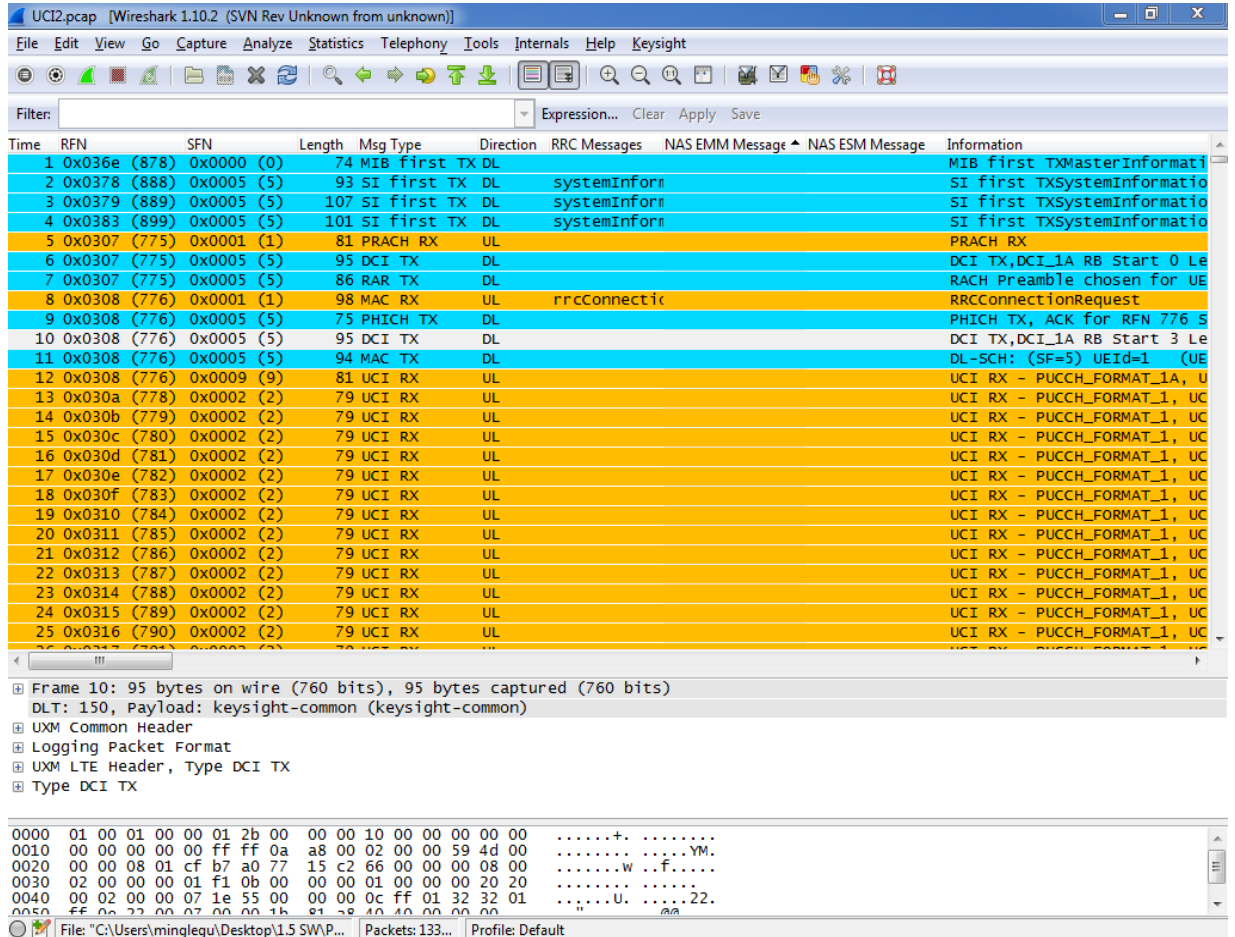 UCI2.pcap [Wireshark 1.10.2 (SVN Rev Unknown from unknown)]
File Edit View Go Capture Analyze Statistics Telephony Tools Internals Help Keysight
Filter: Expression... Clear Apply Save
Time RFN SFN Length Msg Type Direction RRC Messages NAS EMM Message NAS ESM Message Information
1 0x036e (878) 0x0000 (0) 74 MIB first TX DL MIB first TXMasterInformati
2 0x0378 (888) 0x0005 (5) 93 SI first TX DL systemInform SI first TXSystemInformatio
3 0x0379 (889) 0x0005 (5) 107 SI first TX DL systemInform SI first TXSystemInformatio
4 0x0383 (899) 0x0005 (5) 101 SI first TX DL systemInform SI first TXSystemInformatio
5 0x0307 (775) 0x0001 (1) 81 PRACH RX UL PRACH RX
6 0x0307 (775) 0x0005 (5) 95 DCI TX DL DCI TX,DCI_1A RB Start 0 Le
7 0x0307 (775) 0x0005 (5) 86 RAR TX DL RACH Preamble chosen for UE
8 0x0308 (776) 0x0001 (1) 98 MAC RX UL rrcConnectic RRCConnectionRequest
9 0x0308 (776) 0x0005 (5) 75 PHICH TX DL PHICH TX, ACK for RFN 776 S
10 0x0308 (776) 0x0005 (5) 95 DCI TX DL DCI TX,DCI_1A RB Start 3 Le
11 0x0308 (776) 0x0005 (5) 94 MAC TX DL DL-SCH: (SF=5) UEId=1 (UE
12 0x0308 (776) 0x0009 (9) 81 UCI RX UL UCI RX - PUCCH_FORMAT_1A, U
13 0x030a (778) 0x0002 (2) 79 UCI RX UL UCI RX - PUCCH_FORMAT_1, UC
14 0x030b (779) 0x0002 (2) 79 UCI RX UL UCI RX - PUCCH_FORMAT_1, UC
15 0x030c (780) 0x0002 (2) 79 UCI RX UL UCI RX - PUCCH_FORMAT_1, UC
16 0x030d (781) 0x0002 (2) 79 UCI RX UL UCI RX - PUCCH_FORMAT_1, UC
17 0x030e (782) 0x0002 (2) 79 UCI RX UL UCI RX - PUCCH_FORMAT_1, UC
18 0x030f (783) 0x0002 (2) 79 UCI RX UL UCI RX - PUCCH_FORMAT_1, UC
19 0x0310 (784) 0x0002 (2) 79 UCI RX UL UCI RX - PUCCH_FORMAT_1, UC
20 0x0311 (785) 0x0002 (2) 79 UCI RX UL UCI RX - PUCCH_FORMAT_1, UC
21 0x0312 (786) 0x0002 (2) 79 UCI RX UL UCI RX - PUCCH_FORMAT_1, UC
22 0x0313 (787) 0x0002 (2) 79 UCI RX UL UCI RX - PUCCH_FORMAT_1, UC
23 0x0314 (788) 0x0002 (2) 79 UCI RX UL UCI RX - PUCCH_FORMAT_1, UC
24 0x0315 (789) 0x0002 (2) 79 UCI RX UL UCI RX - PUCCH_FORMAT_1, UC
25 0x0316 (790) 0x0002 (2) 79 UCI RX UL UCI RX - PUCCH_FORMAT_1, UC
Frame 10: 95 bytes on wire (760 bits), 95 bytes captured (760 bits)
DLT: 150, Payload: keysight-common (keysight-common)
UXM Common Header
Logging Packet Format
UXM LTE Header, Type DCI TX
Type DCI TX
0000 01 00 01 00 00 01 2b 00 00 00 10 00 00 00 00 00 ......+. ........
0010 00 00 00 00 00 ff ff 0a a8 00 02 00 00 59 4d 00 ........ .....YM.
0020 00 00 08 01 cf b7 a0 77 15 c2 66 00 00 00 08 00 .......w ..f.....
0030 02 00 00 00 01 f1 0b 00 00 00 01 00 00 00 20 20 ........ ......
0040 00 02 00 00 07 1e 55 00 00 00 0c ff 01 32 32 01 ......U. .....22.
File: "C:\Users\minglegu\Desktop\1.5 SW\P... Packets: 133... Profile: Default